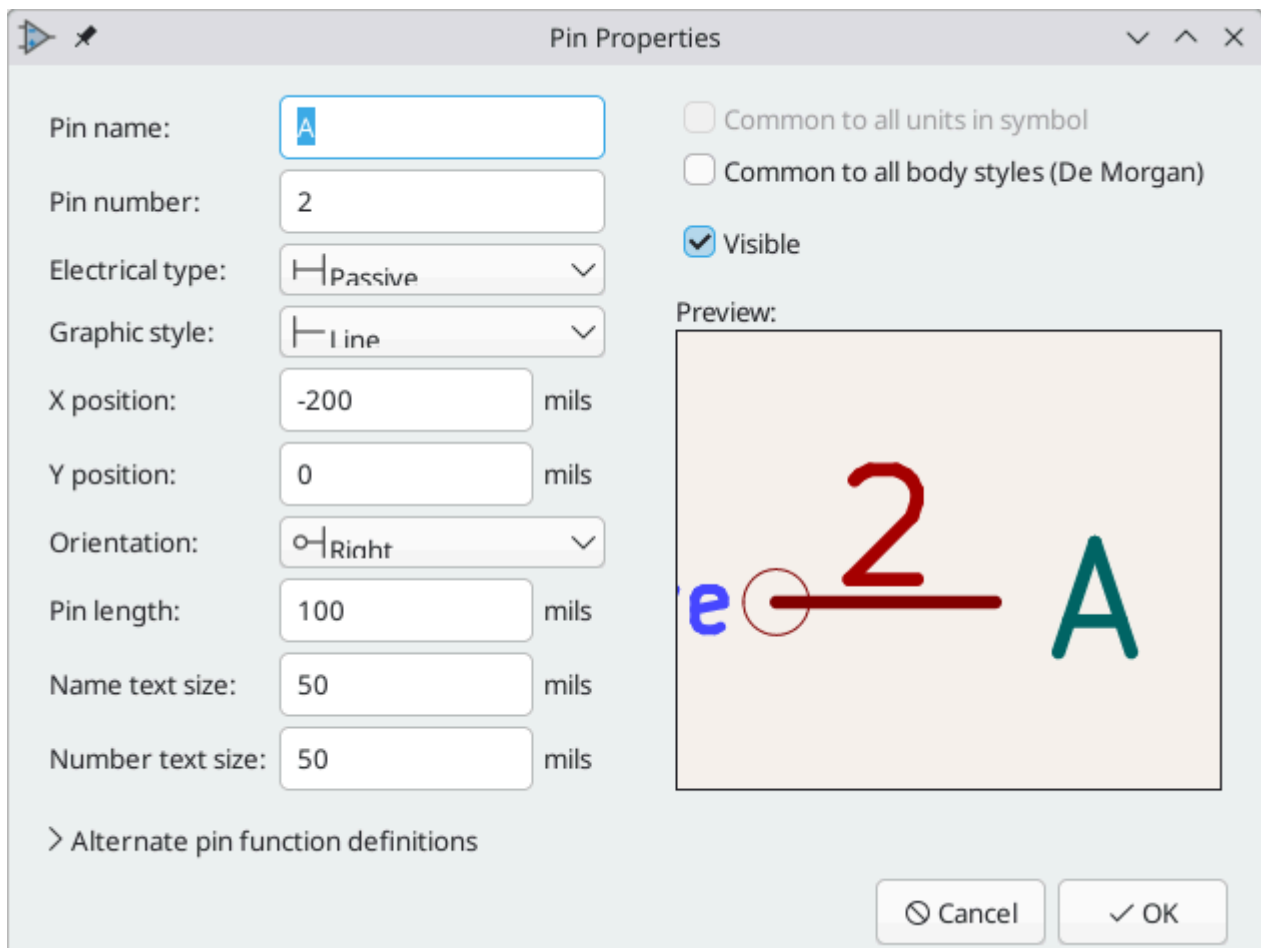 Pin Properties
Pin name:
A
Common to all units in symbol
Common to all body styles (De Morgan)
Pin number:
2
Visible
Electrical type:
Passive
Preview:
Graphic style:
Line
X position:
-200
mils
Y position:
0
mils
Orientation:
Right
Pin length:
100
mils
Name text size:
50
mils
Number text size:
50
mils
2
e
A
Alternate pin function definitions
Cancel
OK